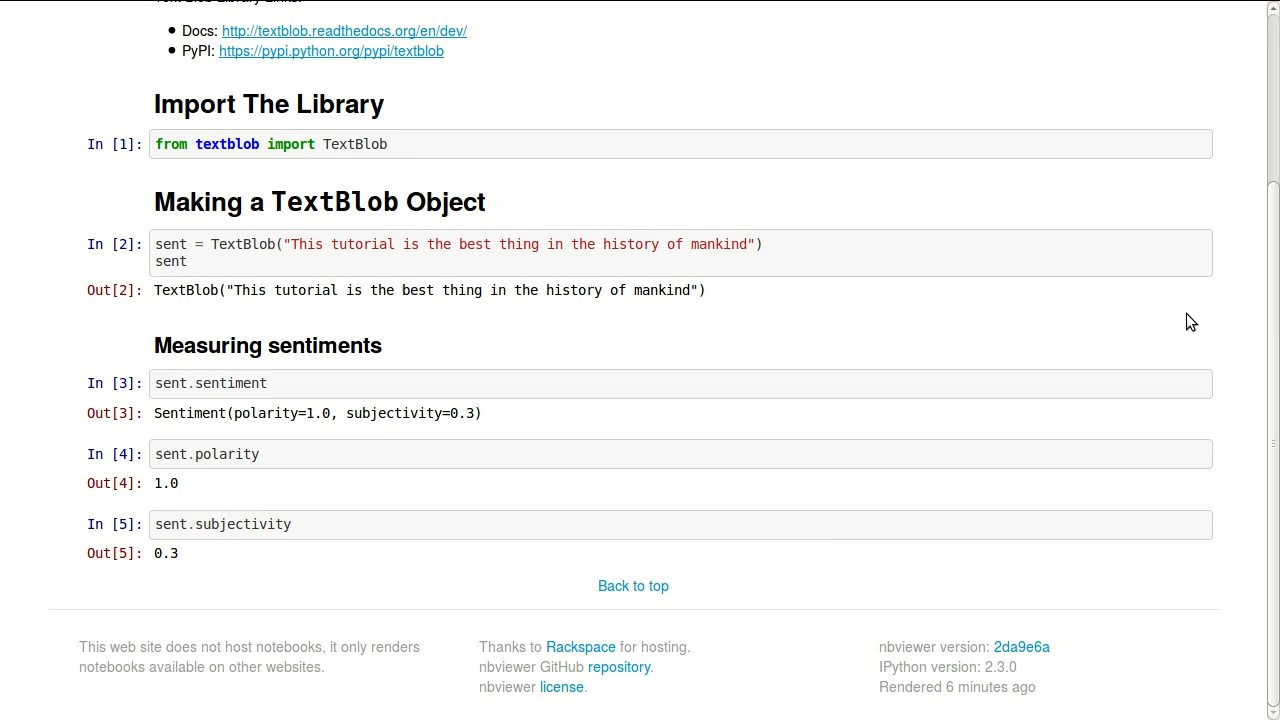 Docs: http://textblob.readthedocs.org/en/dev/
PyPI: https://pypi.python.org/pypi/textblob
Import The Library
In [1]: from textblob import TextBlob
Making a TextBlob Object
In [2]: sent = TextBlob("This tutorial is the best thing in the history of mankind")
sent
Out[2]: TextBlob("This tutorial is the best thing in the history of mankind")
Measuring sentiments
In [3]: sent.sentiment
Out[3]: Sentiment(polarity=1.0, subjectivity=0.3)
In [4]: sent.polarity
Out[4]: 1.0
In [5]: sent.subjectivity
Out[5]: 0.3
Back to top
This web site does not host notebooks, it only renders
notebooks available on other websites.
Thanks to Rackspace for hosting.
nbviewer GitHub repository.
nbviewer license.
nbviewer version: 2da9e6a
IPython version: 2.3.0
Rendered 6 minutes ago